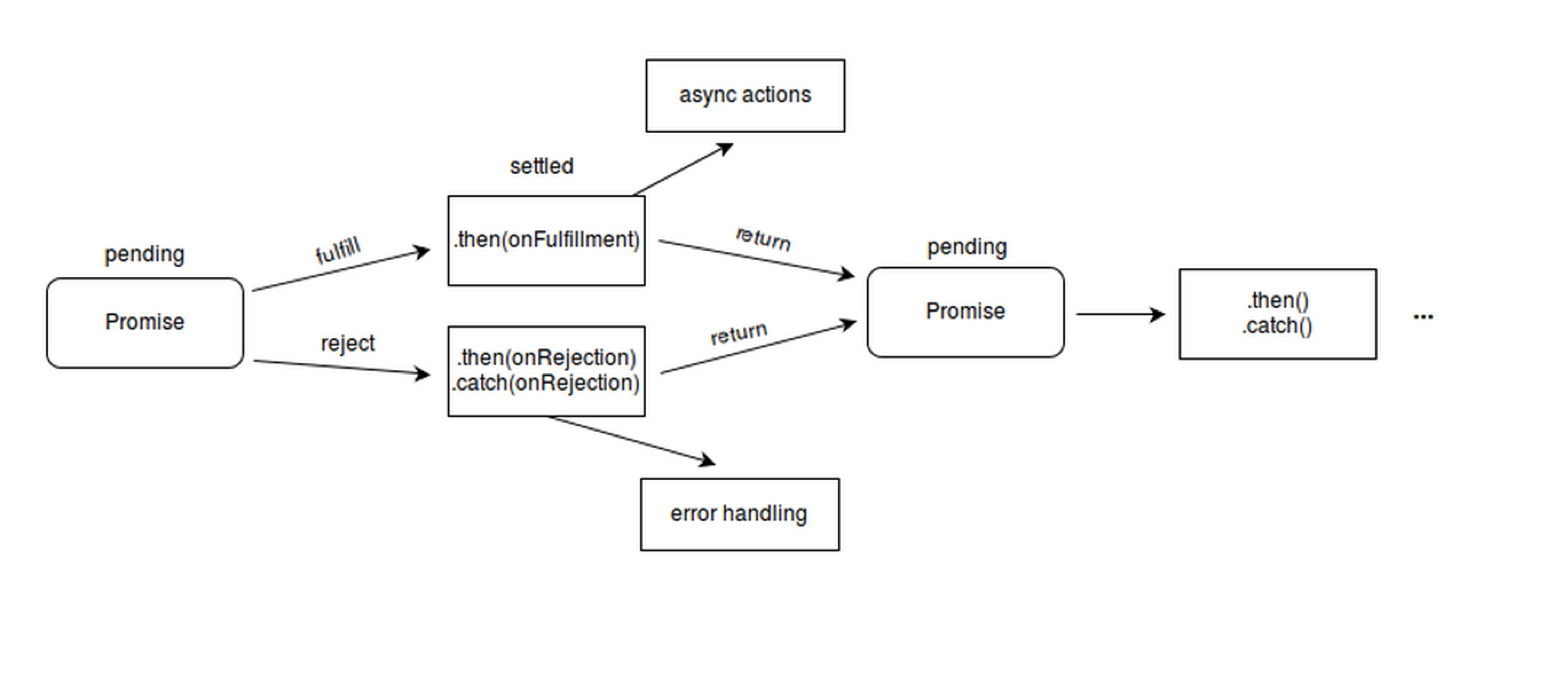 async actions
settled
.then(onFulfillment)
pending
Promise
fulfill
reject
.then(onRejection)
.catch(onRejection)
return
return
error handling
pending
Promise
.then()
.catch()
...